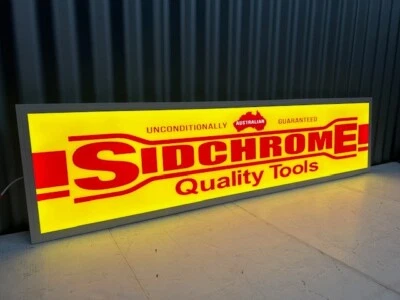 UNCONDITIONALLY AUSTRALIAN GUARANTEED
SIDCHROME
Quality Tools